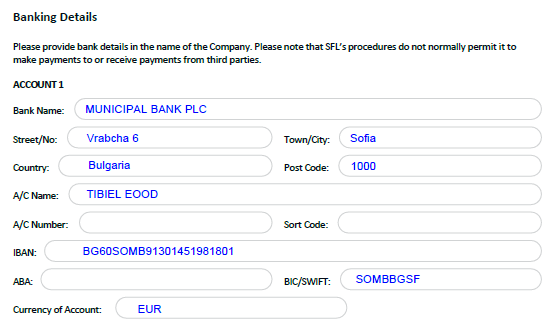 Banking Details
Please provide bank details in the name of the Company. Please note that SFL's procedures do not normally permit it to
make payments to or receive payments from third parties.
ACCOUNT 1
Bank Name: MUNICIPAL BANK PLC
Street/No: Vrabcha 6 Town/City: Sofia
Country: Bulgaria Post Code: 1000
A/C Name: TIBIEL EOOD
A/C Number: Sort Code:
IBAN: BG60SOMB91301451981801
ABA: BIC/SWIFT: SOMBBGSF
Currency of Account: EUR